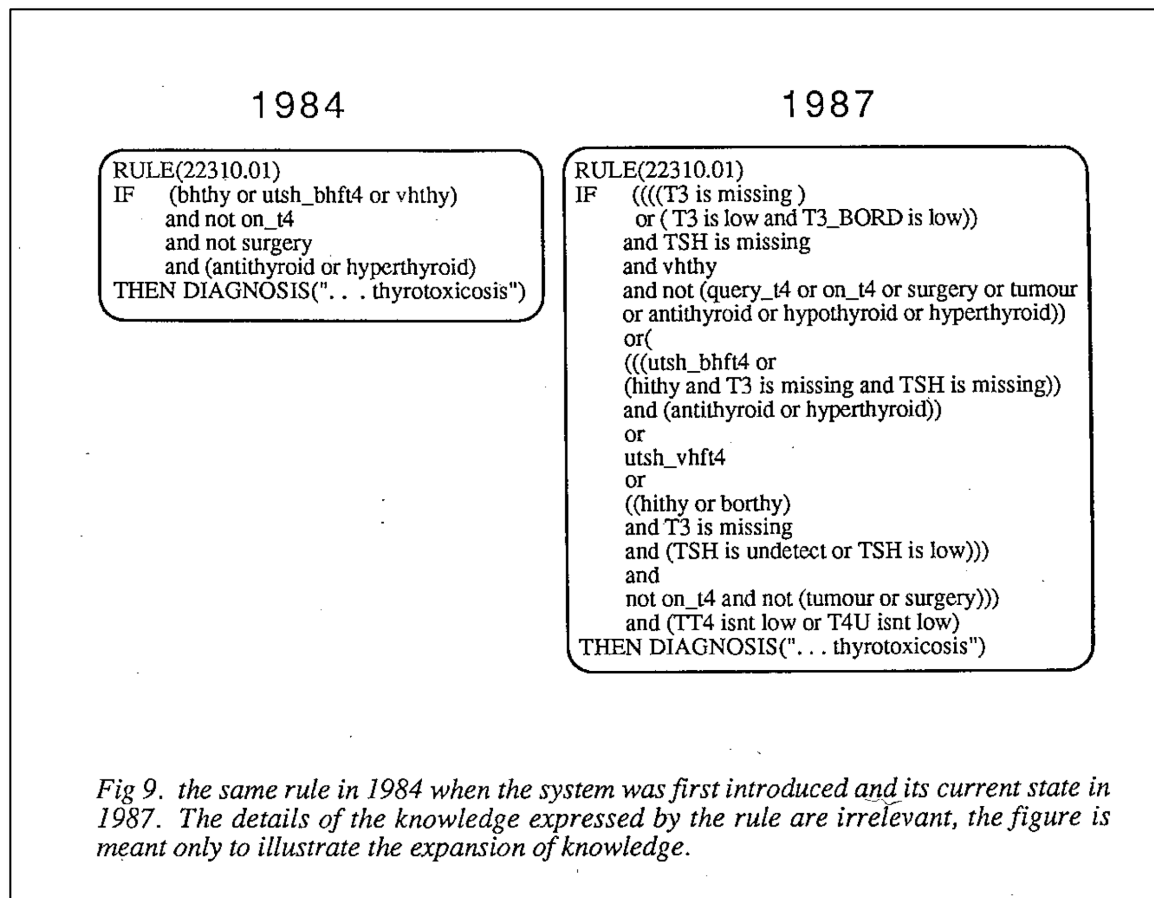 1984
RULE(22310.01)
IF (bhthy or utsh_bhft4 or vhthy)
and not on_t4
and not surgery
and (antithyroid or hyperthyroid)
THEN DIAGNOSIS(". . . thyrotoxicosis")
1987
RULE(22310.01)
IF ((((T3 is missing )
or ( T3 is low and T3_BORD is low))
and TSH is missing
and vhthy
and not (query_t4 or on_t4 or surgery or tumour
or antithyroid or hypothyroid or hyperthyroid))
or(
(((utsh_bhft4 or
(hithy and T3 is missing and TSH is missing))
and (antithyroid or hyperthyroid))
or
utsh_vhft4
or
((hithy or borthy)
and T3 is missing
and (TSH is undetect or TSH is low)))
and
not on_t4 and not (tumour or surgery)))
and (TT4 isnt low or T4U isnt low)
THEN DIAGNOSIS(". . . thyrotoxicosis")
Fig 9. the same rule in 1984 when the system was first introduced and its current state in
1987. The details of the knowledge expressed by the rule are irrelevant, the figure is
meant only to illustrate the expansion of knowledge.